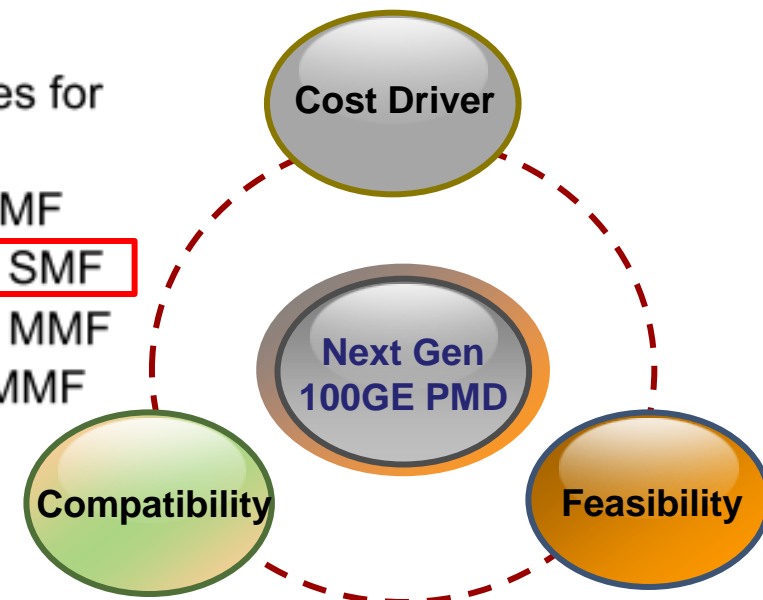 es for
MF
SMF
MMF
MMF
Cost Driver
Next Gen
100GE PMD
Compatibility
Feasibility